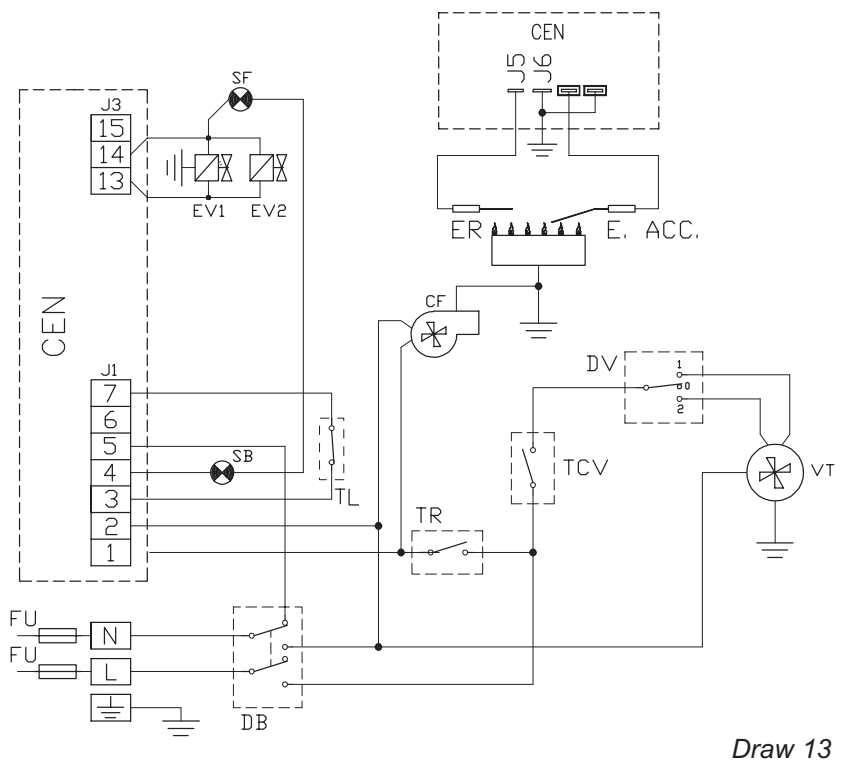 CEN
J5 J6
SF
J3
15
14
13
EV1 EV2
ER E. ACC.
CF
CEN
DV
1
0
2
J1
7
6
5
4
3
2
1
SB
TL
TCV
VT
TR
FU
N
FU
L
DB
Draw 13